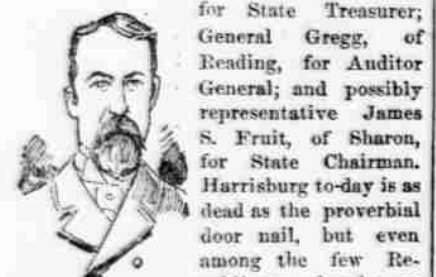 for State Treasurer;
General Gregg, of
Reading, for Auditor
General; and possibly
representative James
S. Fruit, of Sharon,
for State Chairman.
Harrisburg to-day is as
dead as the proverbial
door nail, but even
among the few Re-